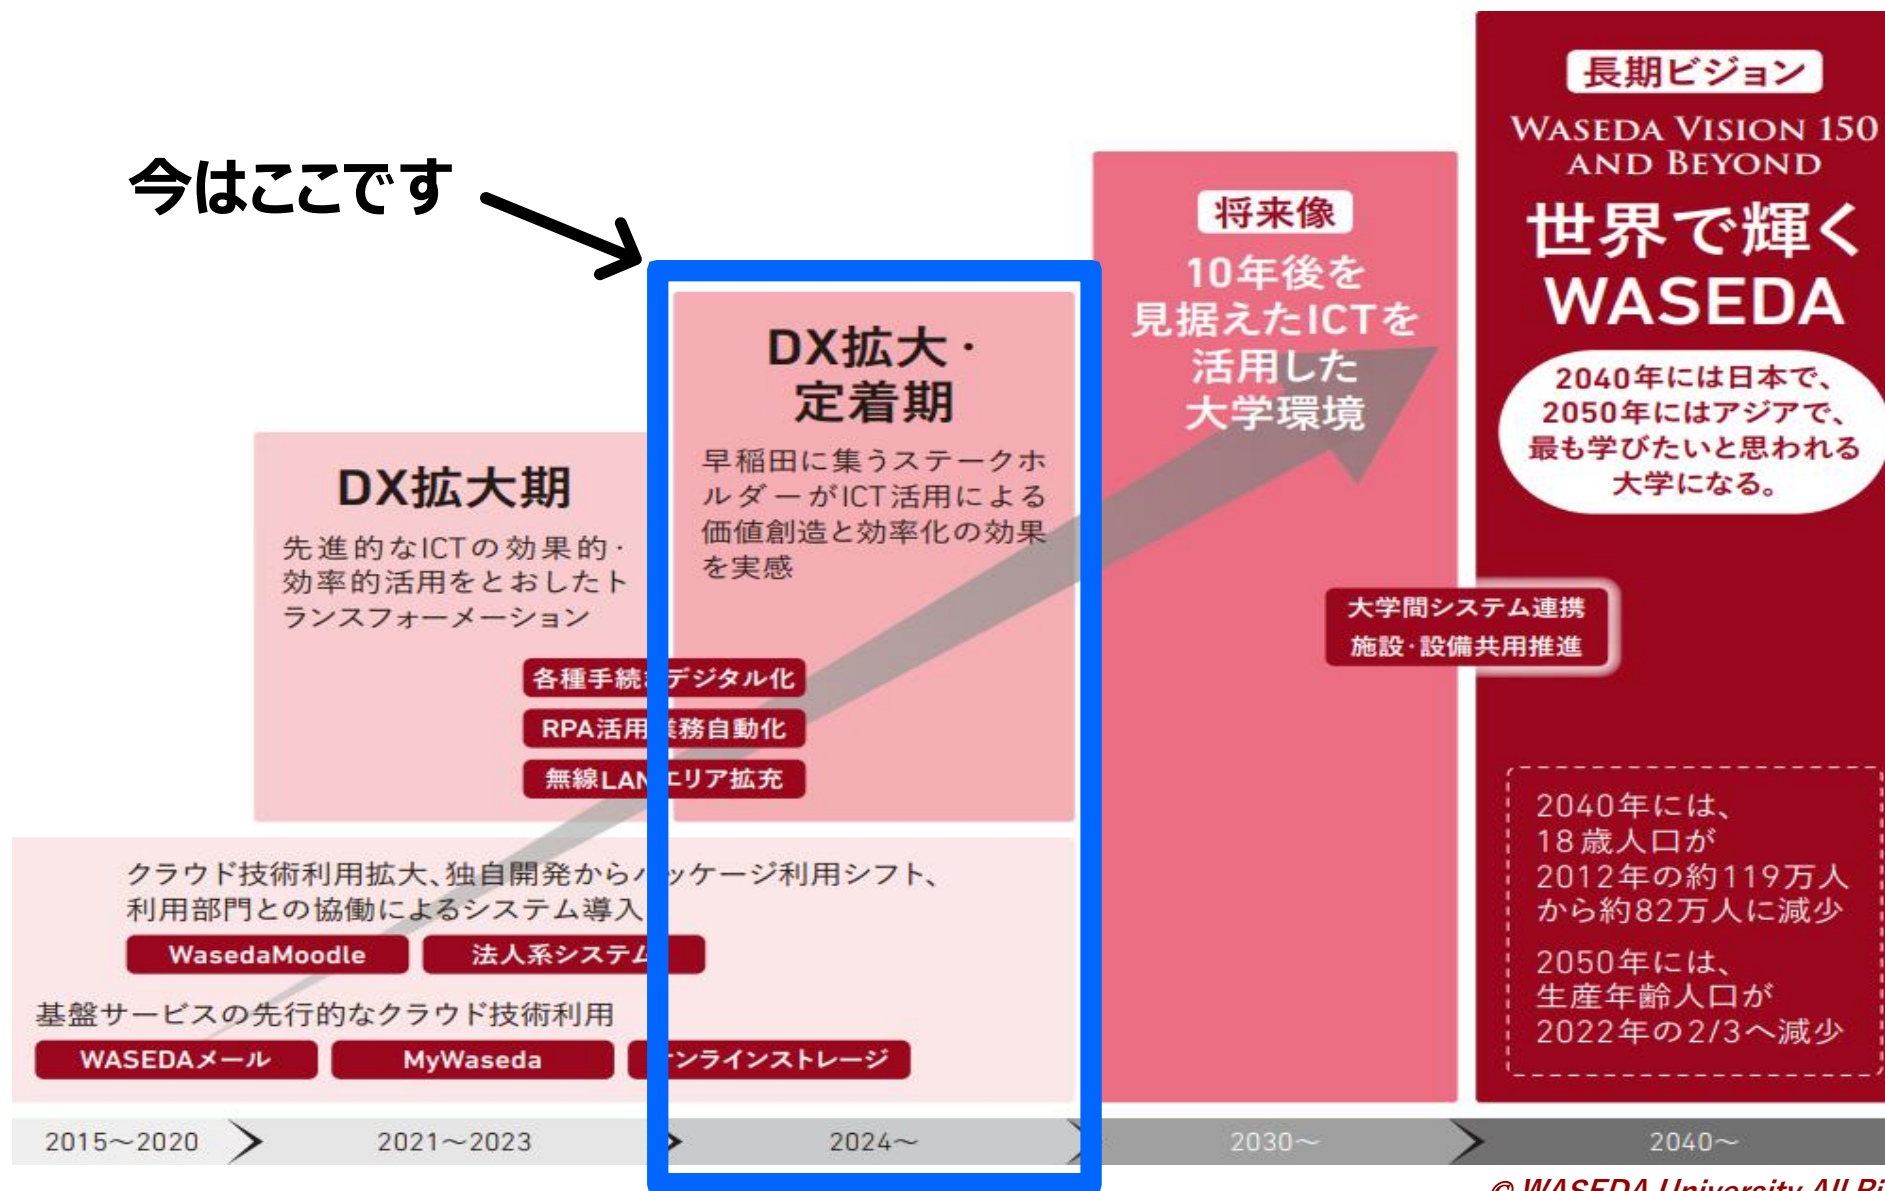 今はここです
長期ビジョン
WASEDA VISION 150
AND BEYOND
世界で輝く
WASEDA
2040年には日本で、
2050年にはアジアで、
最も学びたいと思われる
大学になる。
将来像
10年後を
見据えたICTを
活用した
大学環境
DX拡大・
定着期
早稲田に集うステークホ
ルダーがICT活用による
価値創造と効率化の効果
を実感
DX拡大期
先進的なICTの効果的・
効率的活用をとおしたト
ランスフォーメーション
大学間システム連携
施設・設備共用推進
各種手続 デジタル化
RPA活用 務自動化
無線LAN エリア拡充
2040年には、
18歳人口が
2012年の約119万人
から約82万人に減少
2050年には、
生産年齢人口が
2022年の2/3へ減少
クラウド技術利用拡大、独自開発からパッケージ利用シフト、
利用部門との協働によるシステム導入
WasedaMoodle
法人系システム
基盤サービスの先行的なクラウド技術利用
WASEDAメール
MyWaseda
オンラインストレージ
2015～2020
2021～2023
2024～
2030～
2040～
© WASEDA University All